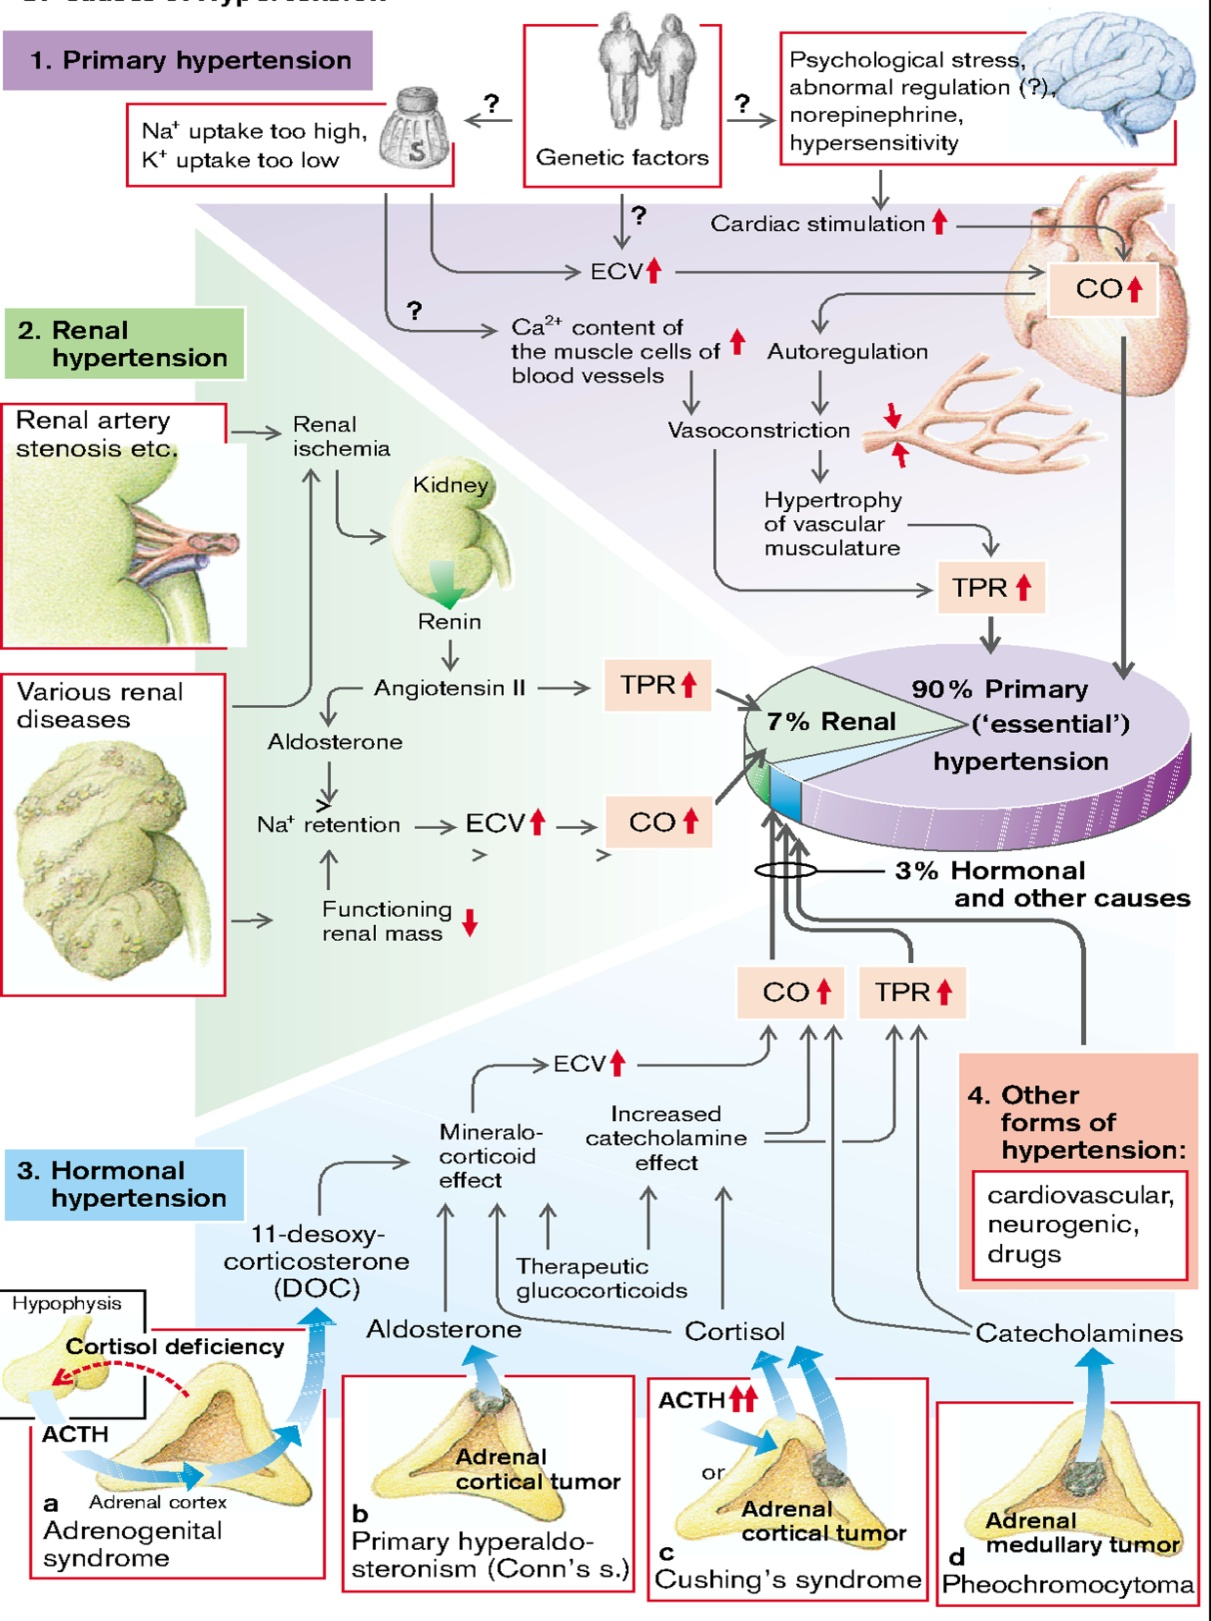 1. Primary hypertension
Na⁺ uptake too high,
K⁺ uptake too low
S
?
Genetic factors
?
Psychological stress,
abnormal regulation (?),
norepinephrine,
hypersensitivity
?
Cardiac stimulation
ECV
CO
?
Ca²⁺ content of
the muscle cells of
blood vessels
Autoregulation
Vasoconstriction
Hypertrophy
of vascular
musculature
TPR
2. Renal
hypertension
Renal artery
stenosis etc.
Renal
ischemia
Kidney
Renin
Various renal
diseases
Angiotensin II
TPR
Aldosterone
Na⁺ retention
ECV
CO
Functioning
renal mass
7% Renal
90% Primary
(‘essential’)
hypertension
3% Hormonal
and other causes
CO
TPR
ECV
Mineralo-
corticoid
effect
Increased
catecholamine
effect
3. Hormonal
hypertension
11-desoxy-
corticosterone
(DOC)
Therapeutic
glucocorticoids
Aldosterone
Cortisol
Catecholamines
4. Other
forms of
hypertension:
cardiovascular,
neurogenic,
drugs
Hypophysis
Cortisol deficiency
ACTH
Adrenal cortex
a
Adrenogenital
syndrome
Adrenal
cortical tumor
b
Primary hyperaldo-
steronism (Conn’s s.)
ACTH
or
Adrenal
cortical tumor
c
Cushing’s syndrome
Adrenal
medullary tumor
d
Pheochromocytoma